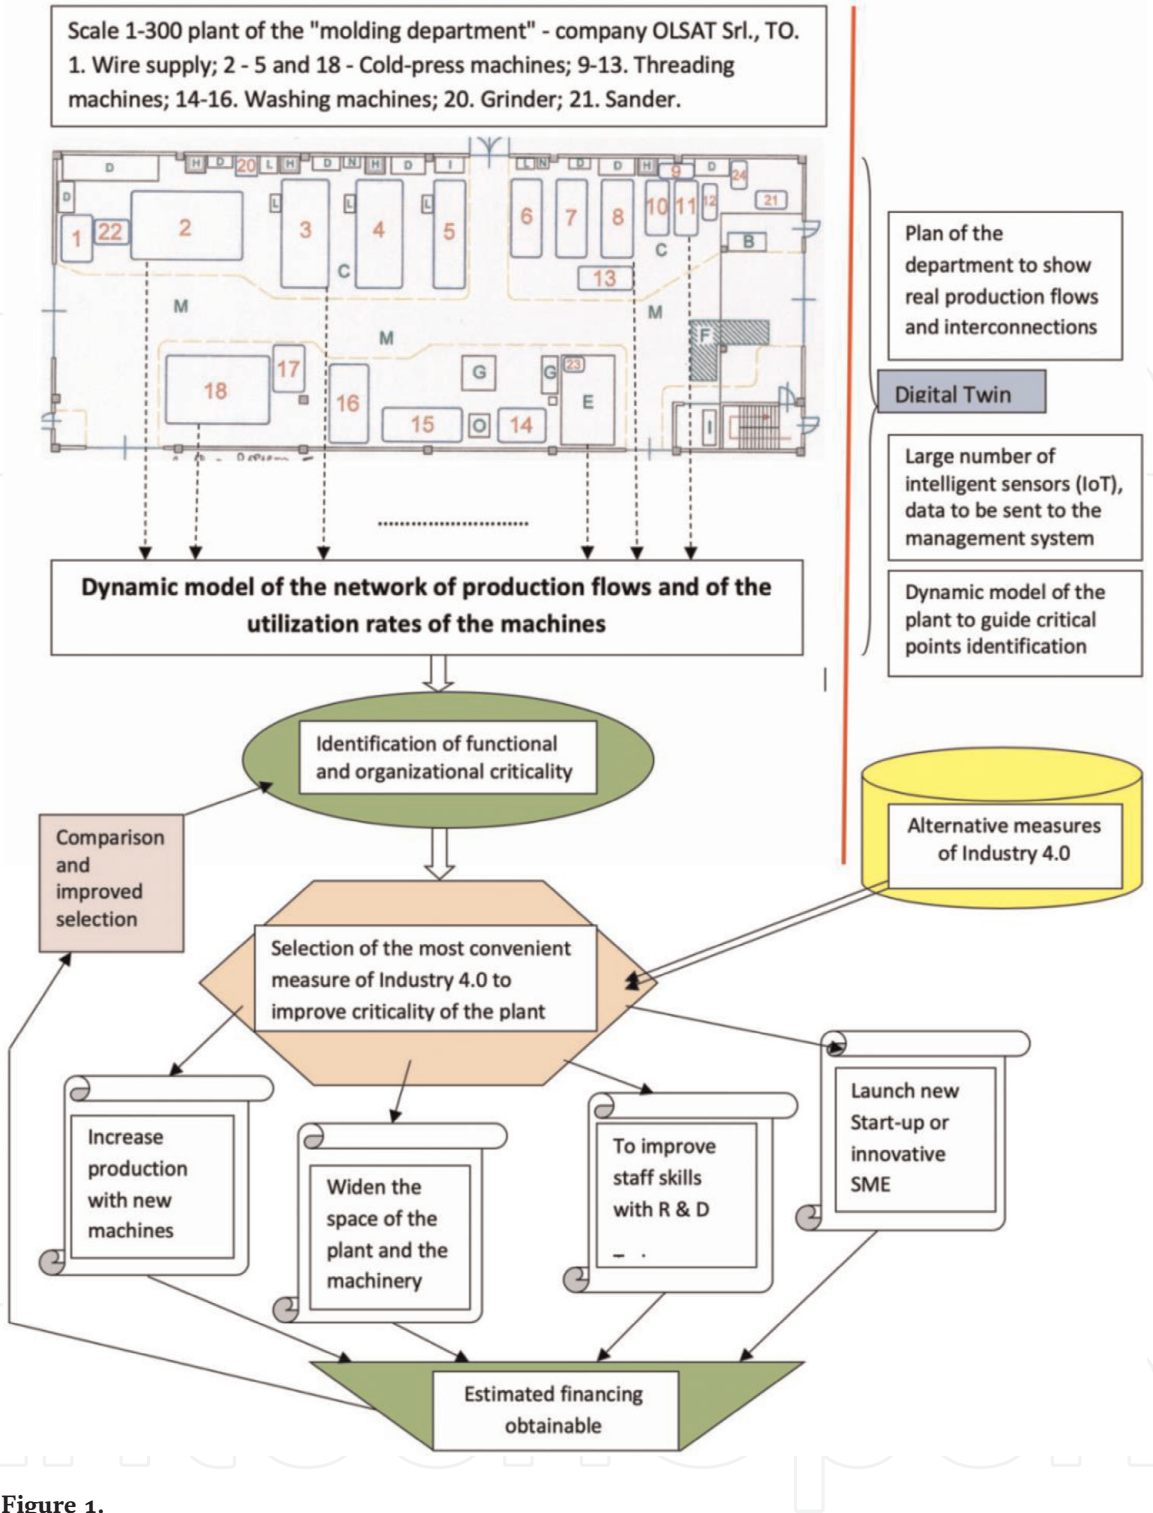 Scale 1-300 plant of the "molding department" - company OLSAT Srl., TO.
1. Wire supply; 2 - 5 and 18 - Cold-press machines; 9-13. Threading
machines; 14-16. Washing machines; 20. Grinder; 21. Sander.
D
H
D
20
L
H
D
N
H
D
I
L
N
D
D
H
9
D
24
D
1
22
2
L
3
L
4
L
5
6
7
8
10
11
12
21
B
C
C
13
M
M
M
F
18
17
16
15
G
O
14
G
23
E
I
Plan of the
department to show
real production flows
and interconnections
Digital Twin
Large number of
intelligent sensors (IoT),
data to be sent to the
management system
Dynamic model of the
plant to guide critical
points identification
Dynamic model of the network of production flows and of the
utilization rates of the machines
Identification of functional
and organizational criticality
Comparison
and
improved
selection
Alternative measures
of Industry 4.0
Selection of the most convenient
measure of Industry 4.0 to
improve criticality of the plant
Increase
production
with new
machines
Widen the
space of the
plant and the
machinery
To improve
staff skills
with R & D
Launch new
Start-up or
innovative
SME
Estimated financing
obtainable
Figure 1.